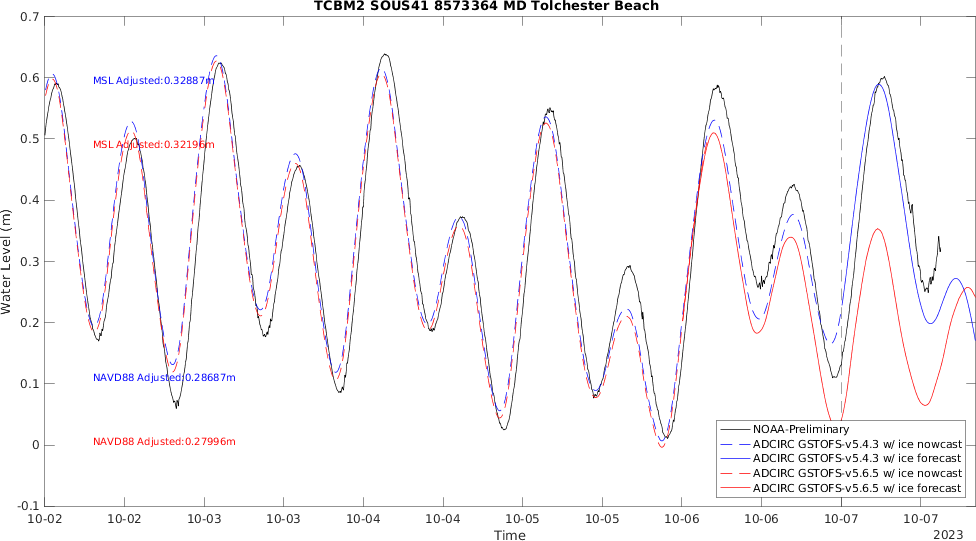 TCBM2 SOUS41 8573364 MD Tolchester Beach
0.7
0.6
0.5
0.4
0.3
0.2
0.1
0
-0.1
Water Level (m)
MSL Adjusted:0.32887m
MSL Adjusted:0.32196m
NAVD88 Adjusted:0.28687m
NAVD88 Adjusted:0.27996m
NOAA-Preliminary
ADCIRC GSTOFS-v5.4.3 w/ ice nowcast
ADCIRC GSTOFS-v5.4.3 w/ ice forecast
ADCIRC GSTOFS-v5.6.5 w/ ice nowcast
ADCIRC GSTOFS-v5.6.5 w/ ice forecast
10-02 10-02 10-03 10-03 10-04 10-04 10-05 10-05 10-06 10-06 10-07 10-07
Time
2023